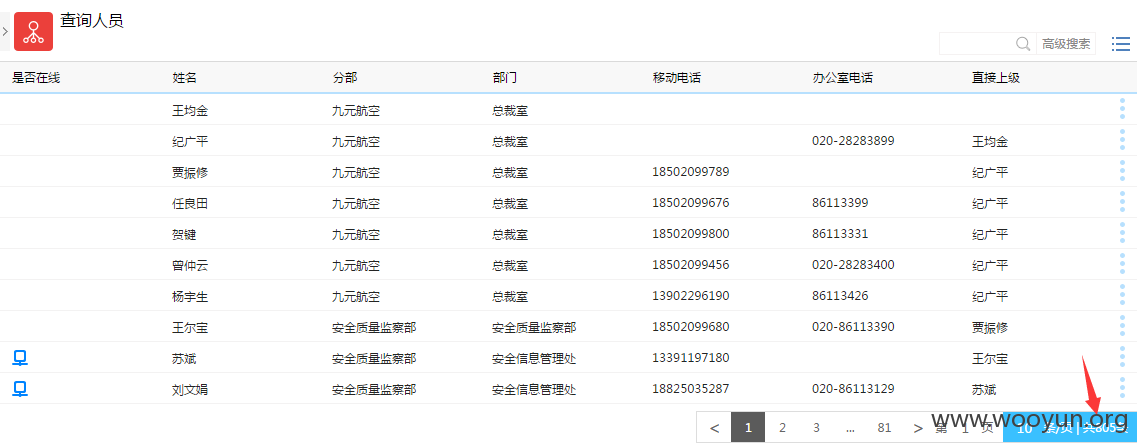 查询人员
高级搜索
是否在线 姓名 分部 部门 移动电话 办公室电话 直接上级
王均金 九元航空 总裁室
纪广平 九元航空 总裁室 020-28283899 王均金
贾振修 九元航空 总裁室 18502099789 纪广平
任良田 九元航空 总裁室 18502099676 86113399 纪广平
贺键 九元航空 总裁室 18502099800 86113331 纪广平
曾仲云 九元航空 总裁室 18502099456 020-28283400 纪广平
杨宇生 九元航空 总裁室 13902296190 86113426 纪广平
王尔宝 安全质量监察部 安全质量监察部 18502099680 020-86113390 贾振修
苏斌 安全质量监察部 安全信息管理处 13391197180 王尔宝
刘文娟 安全质量监察部 安全信息管理处 18825035287 020-86113129 苏斌
< 1 2 3 ... 81 > 第 1 页 10 条/页 | 共805条
www.wooyun.org